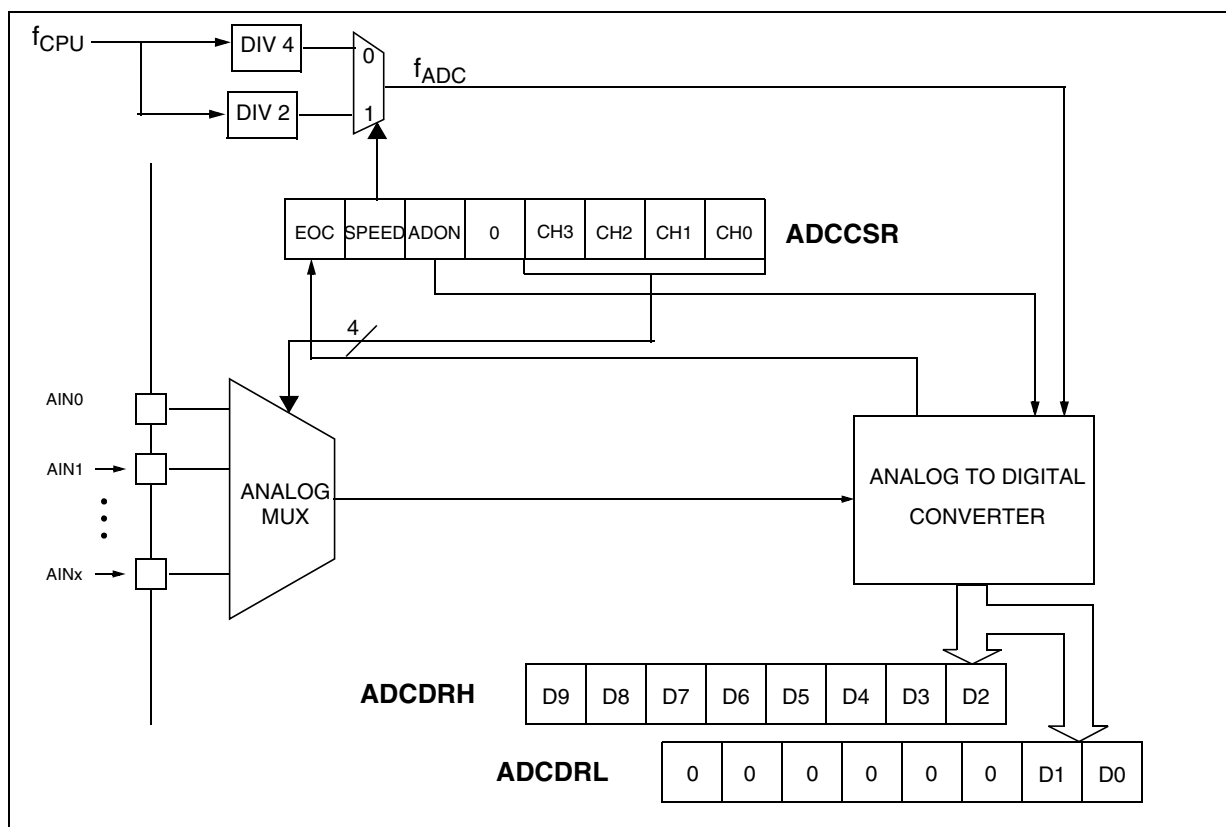 fCPU
DIV 4
0
fADC
DIV 2
1
EOC SPEED ADON 0 CH3 CH2 CH1 CH0
ADCCSR
4
AIN0
AIN1
ANALOG
MUX
ANALOG TO DIGITAL
CONVERTER
AINx
ADCDRH
D9 D8 D7 D6 D5 D4 D3 D2
ADCDRL
0 0 0 0 0 0 D1 D0